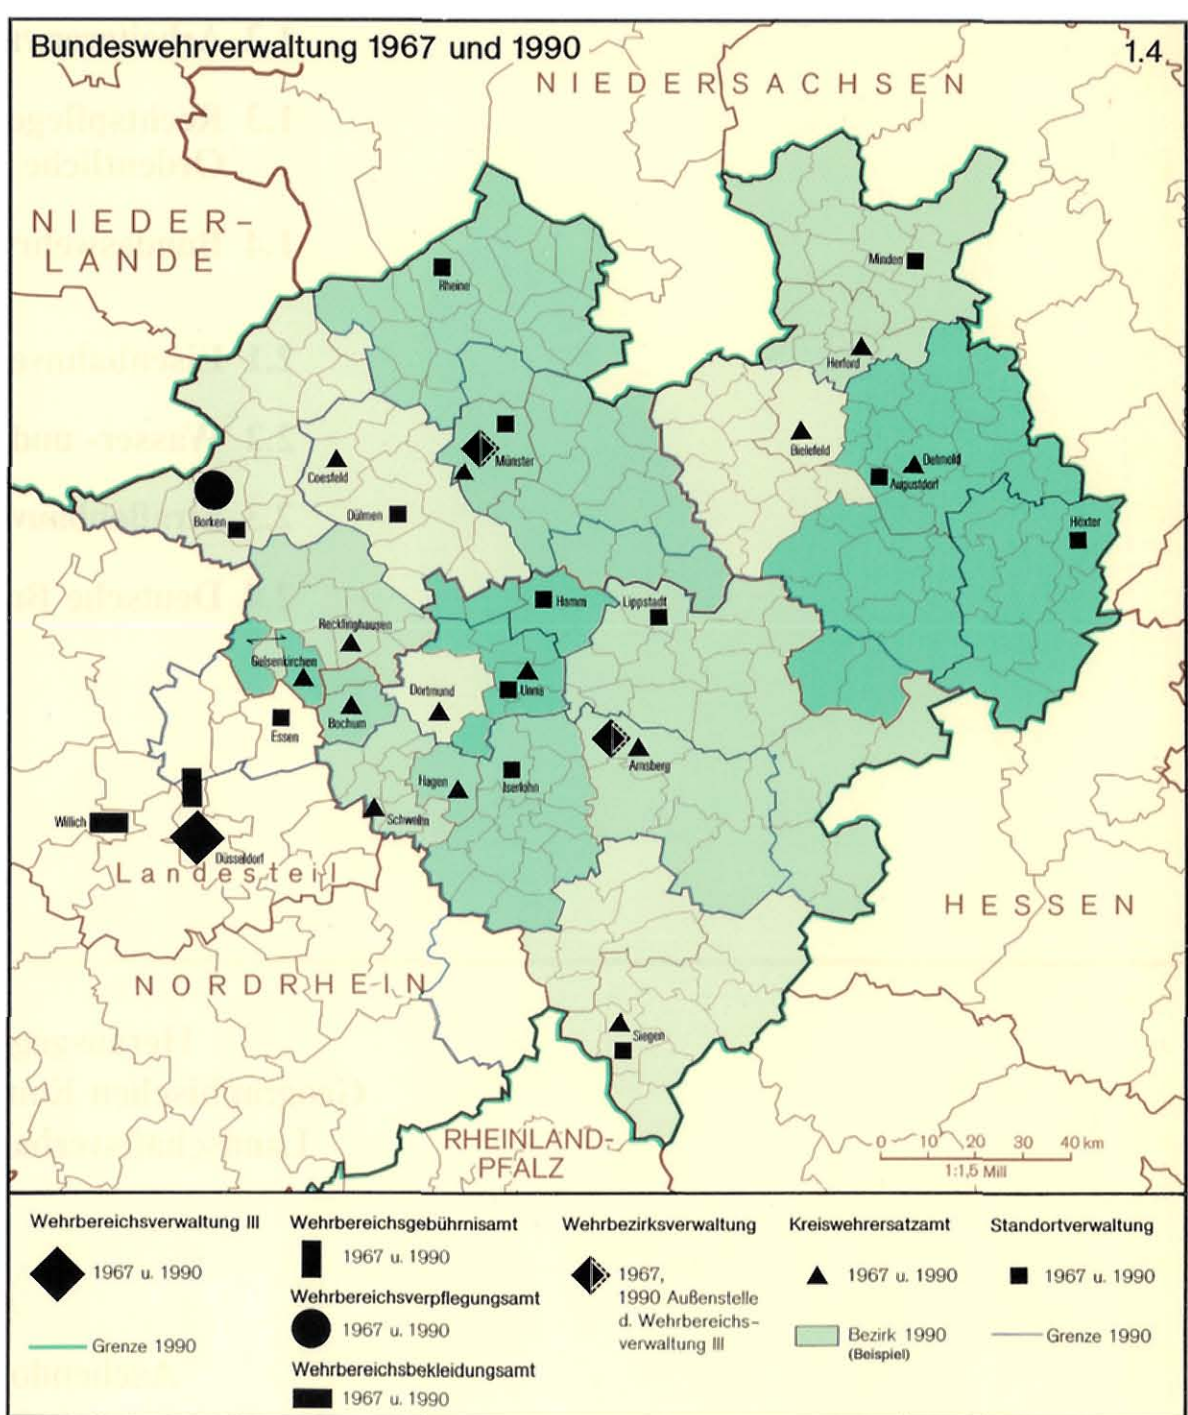 Bundeswehrverwaltung 1967 und 1990
1.4.
NIEDERSACHSEN
NIEDER-
LANDE
Rheine
Minden
Herford
Münster
Coesfeld
Bielefeld
Detmold
Augustdorf
Borken
Dülmen
Höxter
Hamm
Lippstadt
Recklinghausen
Gelsenkirchen
Dortmund
Unna
Bochum
Essen
Arnsberg
Hagen
Iserlohn
Schwelm
Willich
Düsseldorf
Landesteil
HESSEN
NORDRHEIN
Siegen
RHEINLAND-
PFALZ
0 10 20 30 40 km
1:1,5 Mill
Wehrbereichsverwaltung III
1967 u. 1990
Grenze 1990
Wehrbereichsgebührnisamt
1967 u. 1990
Wehrbereichsverpflegungsamt
1967 u. 1990
Wehrbereichsbekleidungsamt
1967 u. 1990
Wehrbezirksverwaltung
1967,
1990 Außenstelle
d. Wehrbereichs-
verwaltung III
Kreiswehrersatzamt
1967 u. 1990
Bezirk 1990
(Beispiel)
Standortverwaltung
1967 u. 1990
Grenze 1990